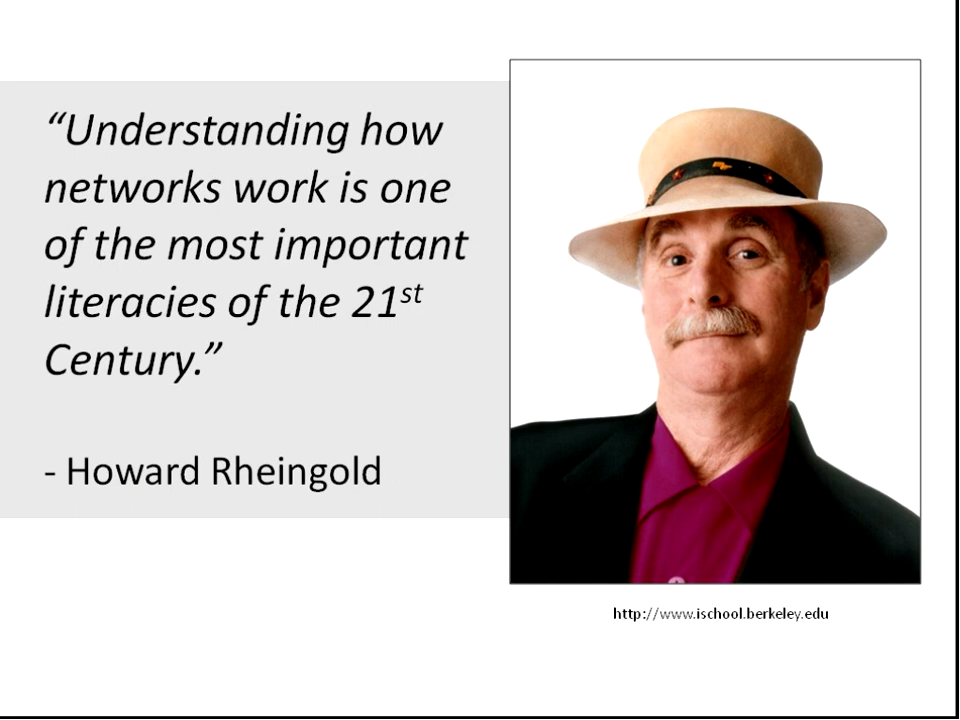 “Understanding how
networks work is one
of the most important
literacies of the 21st
Century.”
- Howard Rheingold
http://www.ischool.berkeley.edu